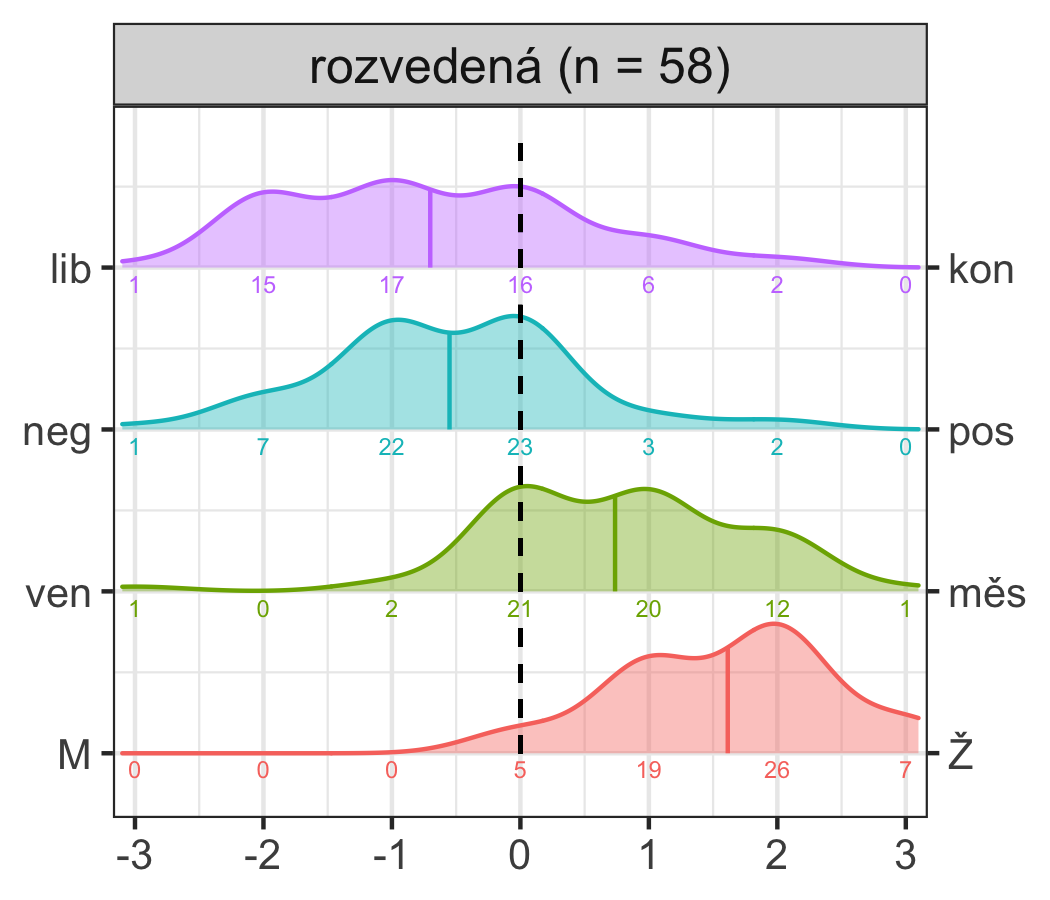 rozvedená (n = 58)
lib kon
1 15 17 16 6 2 0
neg pos
1 7 22 23 3 2 0
ven měs
1 0 2 21 20 12 1
M Ž
0 0 0 5 19 26 7
-3 -2 -1 0 1 2 3